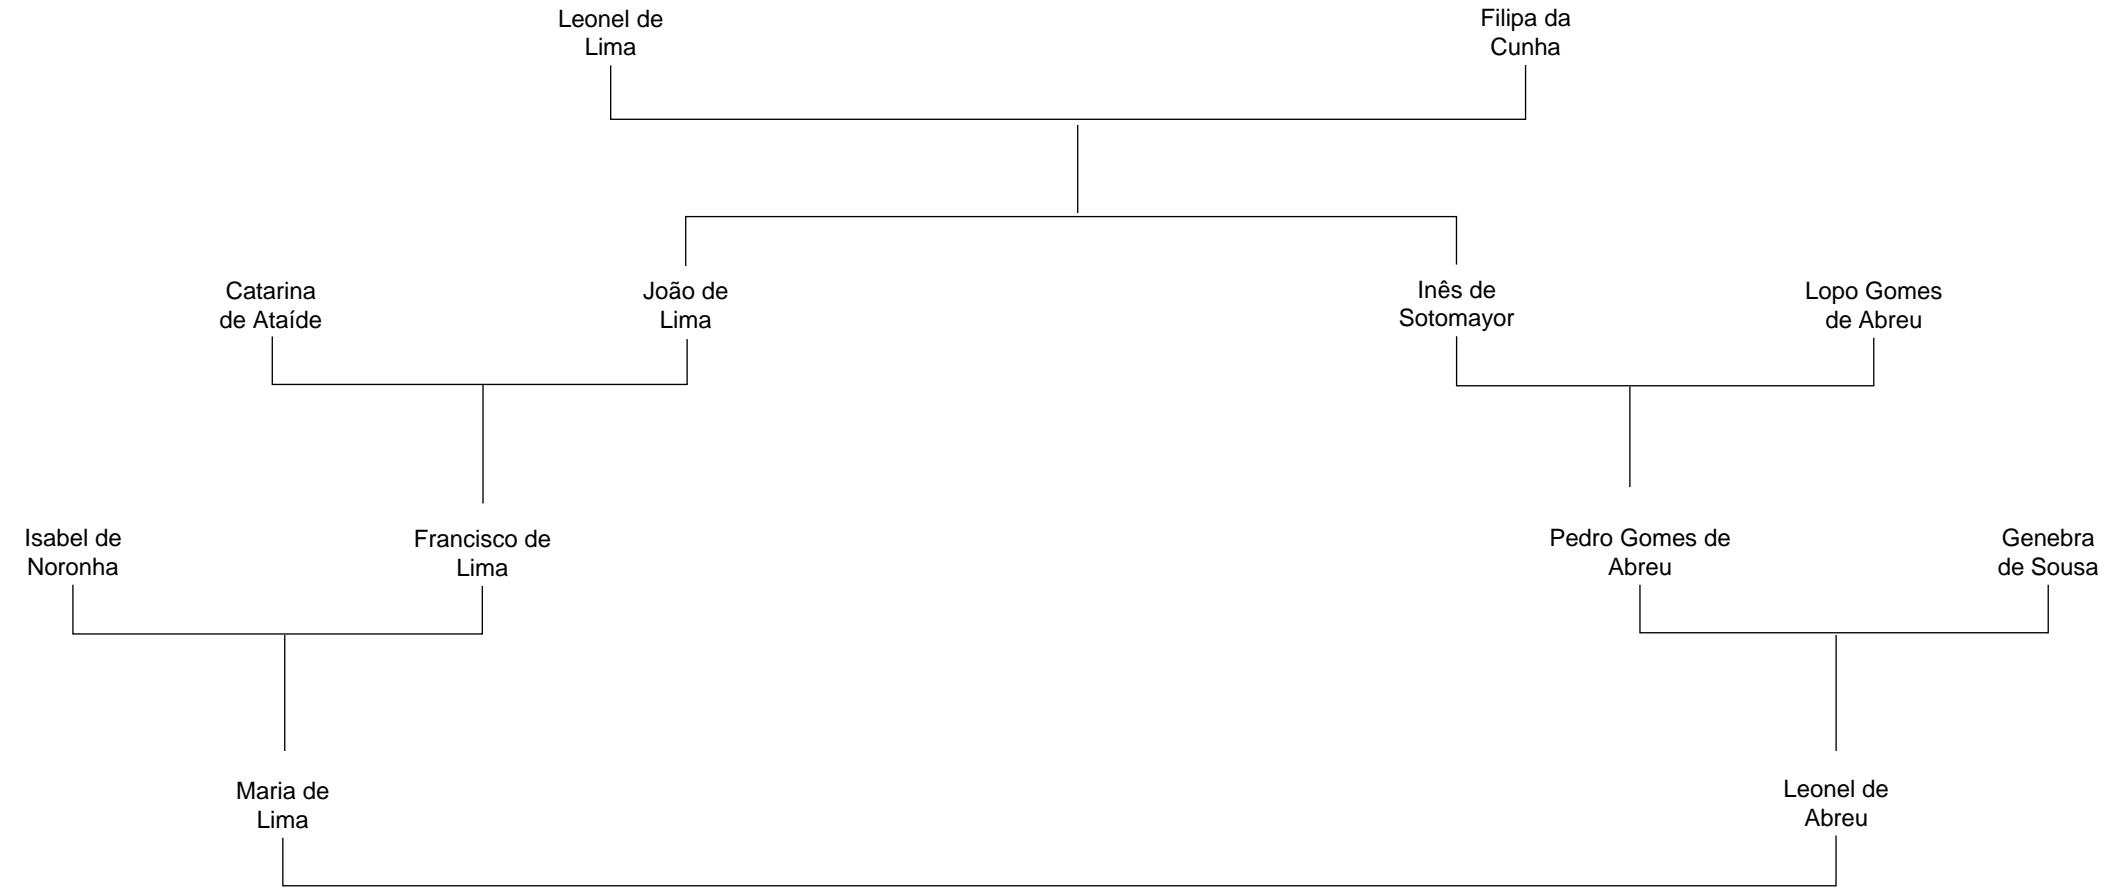 Leonel de
Lima
Filipa da
Cunha
Catarina
de Ataíde
João de
Lima
Inês de
Sotomayor
Lopo Gomes
de Abreu
Isabel de
Noronha
Francisco de
Lima
Pedro Gomes de
Abreu
Genebra
de Sousa
Maria de
Lima
Leonel de
Abreu